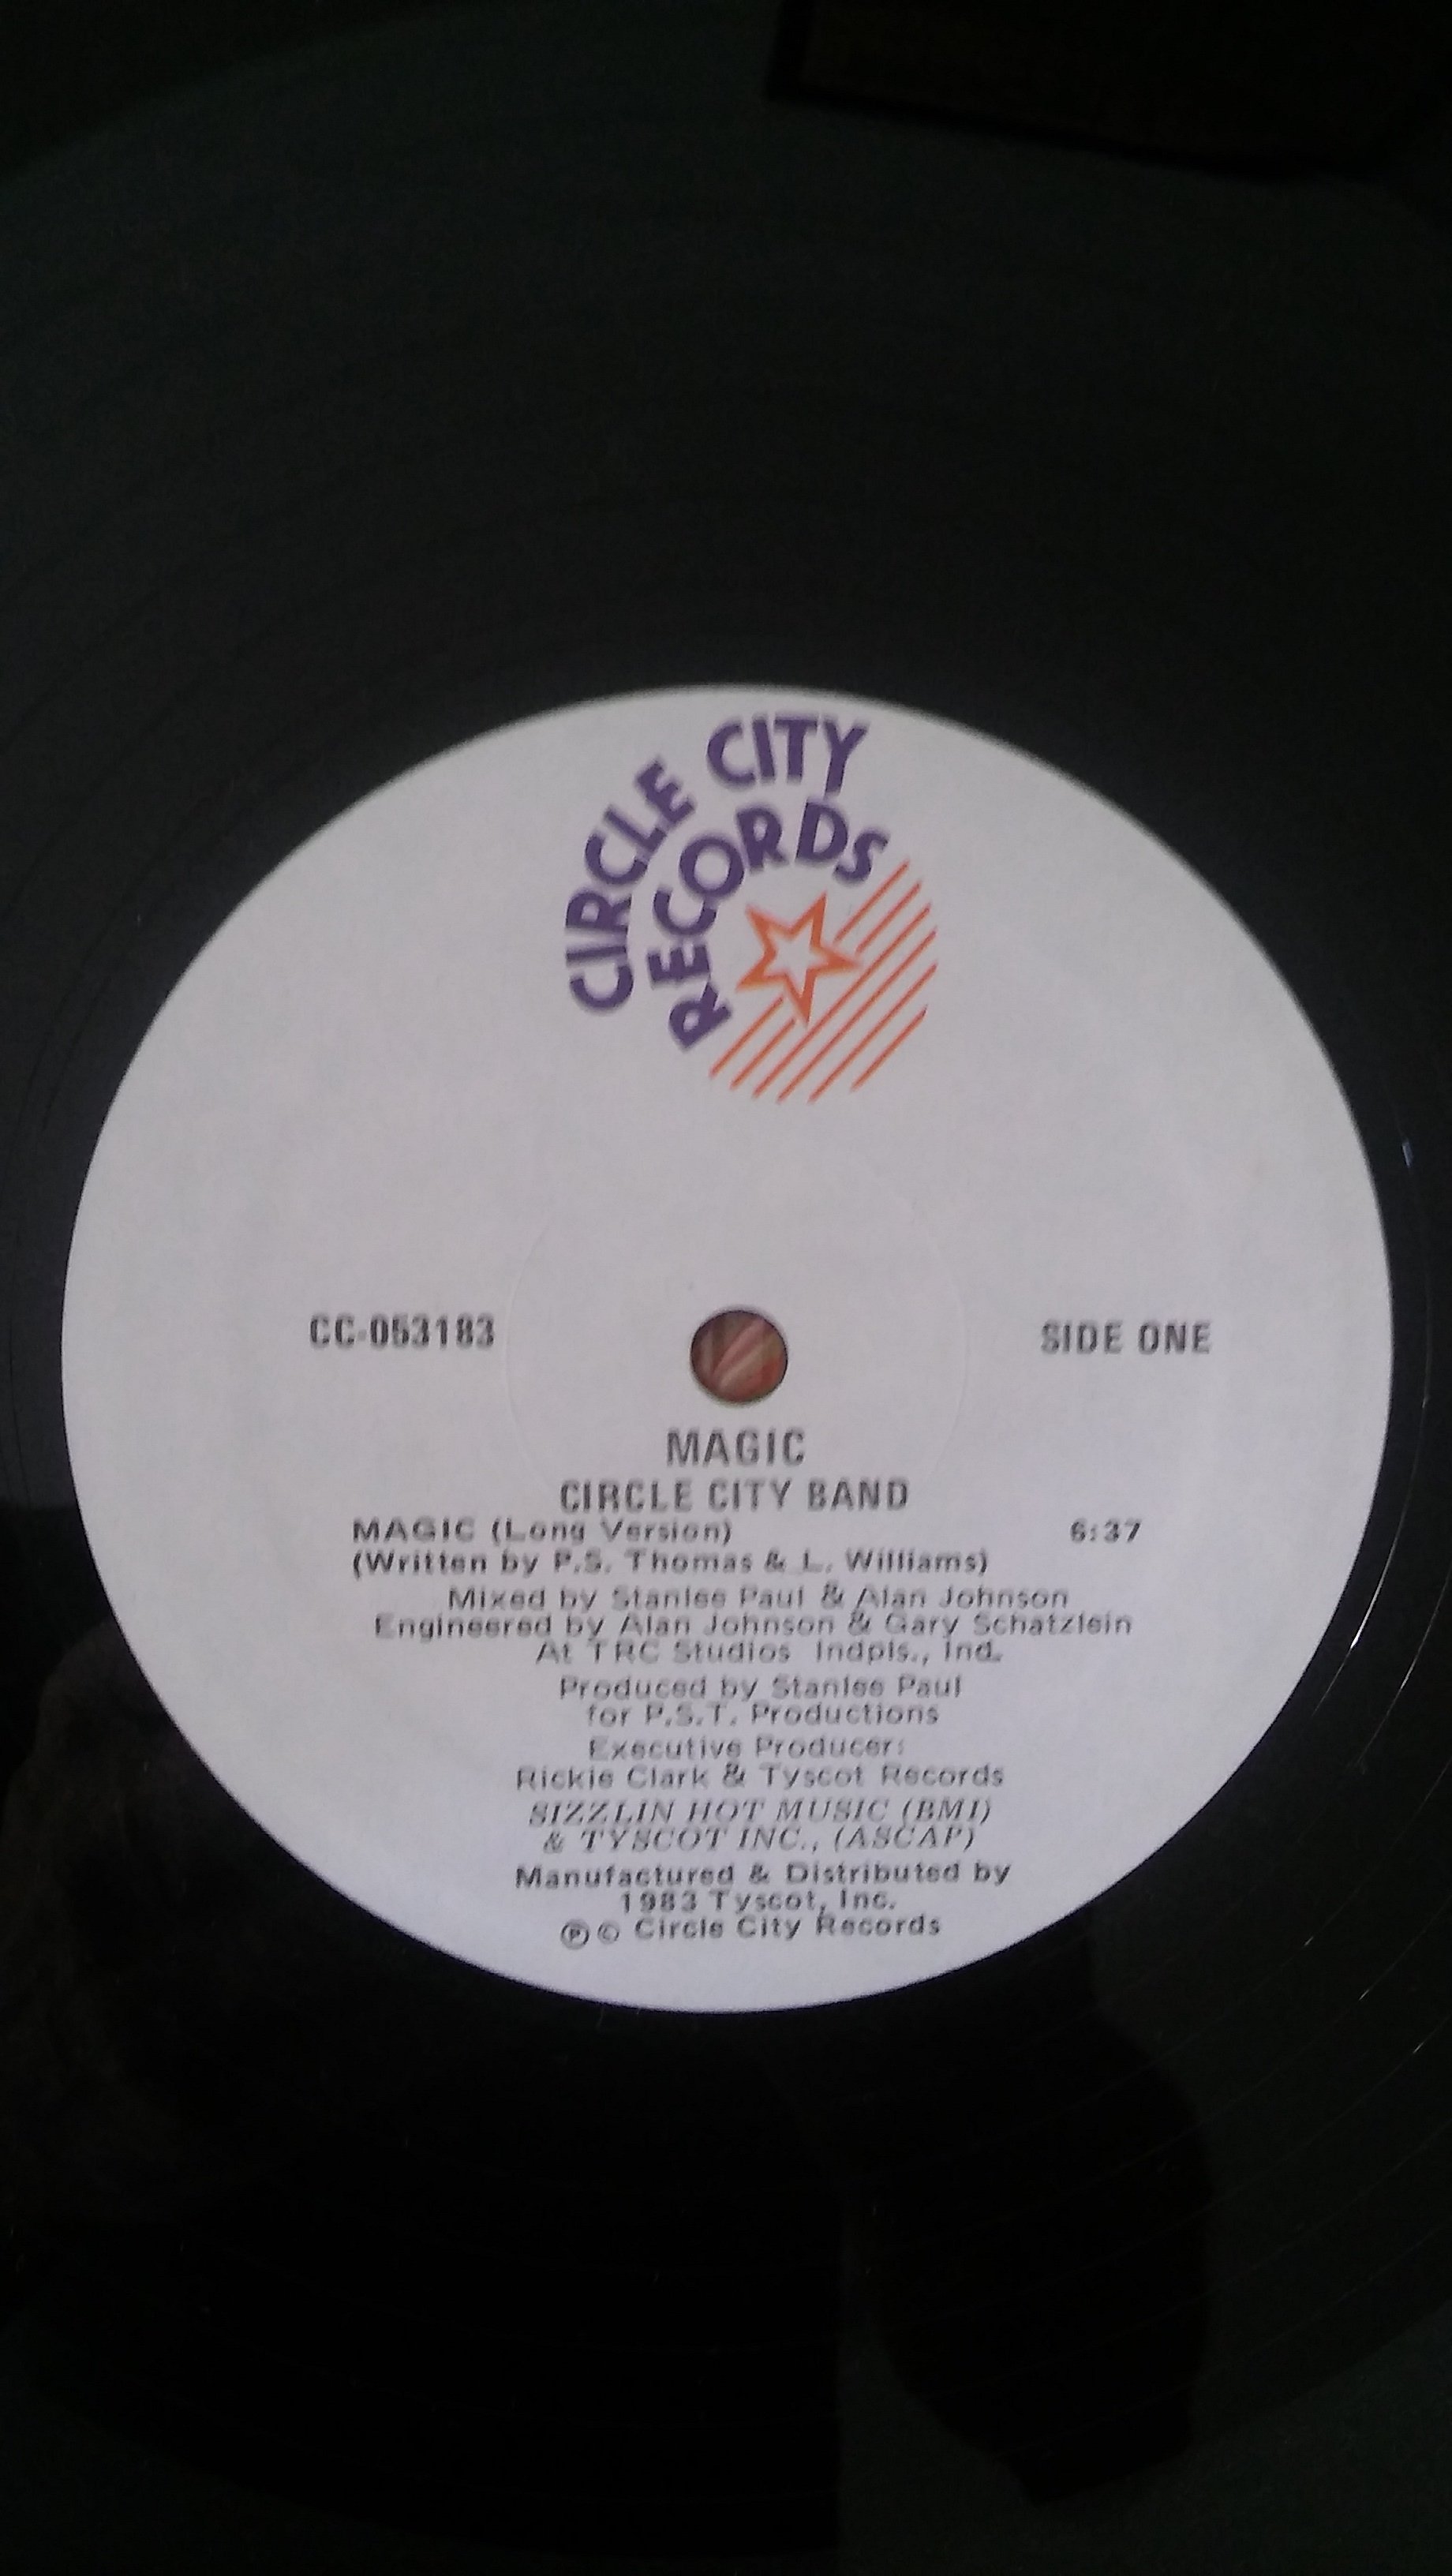 CIRCLE CITY
RECORDS
CC-053183
SIDE ONE
MAGIC
CIRCLE CITY BAND
MAGIC (Long Version) 6:37
(Written by P.S. Thomas & L. Williams)
Mixed by Stanlee Paul & Alan Johnson
Engineered by Alan Johnson & Gary Schatzlein
At TRC Studios Indpls., Ind.
Produced by Stanlee Paul
for P.S.T. Productions
Executive Producer:
Rickie Clark & Tyscot Records
SIZZLIN HOT MUSIC (BMI)
& TYSCOT INC., (ASCAP)
Manufactured & Distributed by
1983 Tyscot, Inc.
℗ © Circle City Records